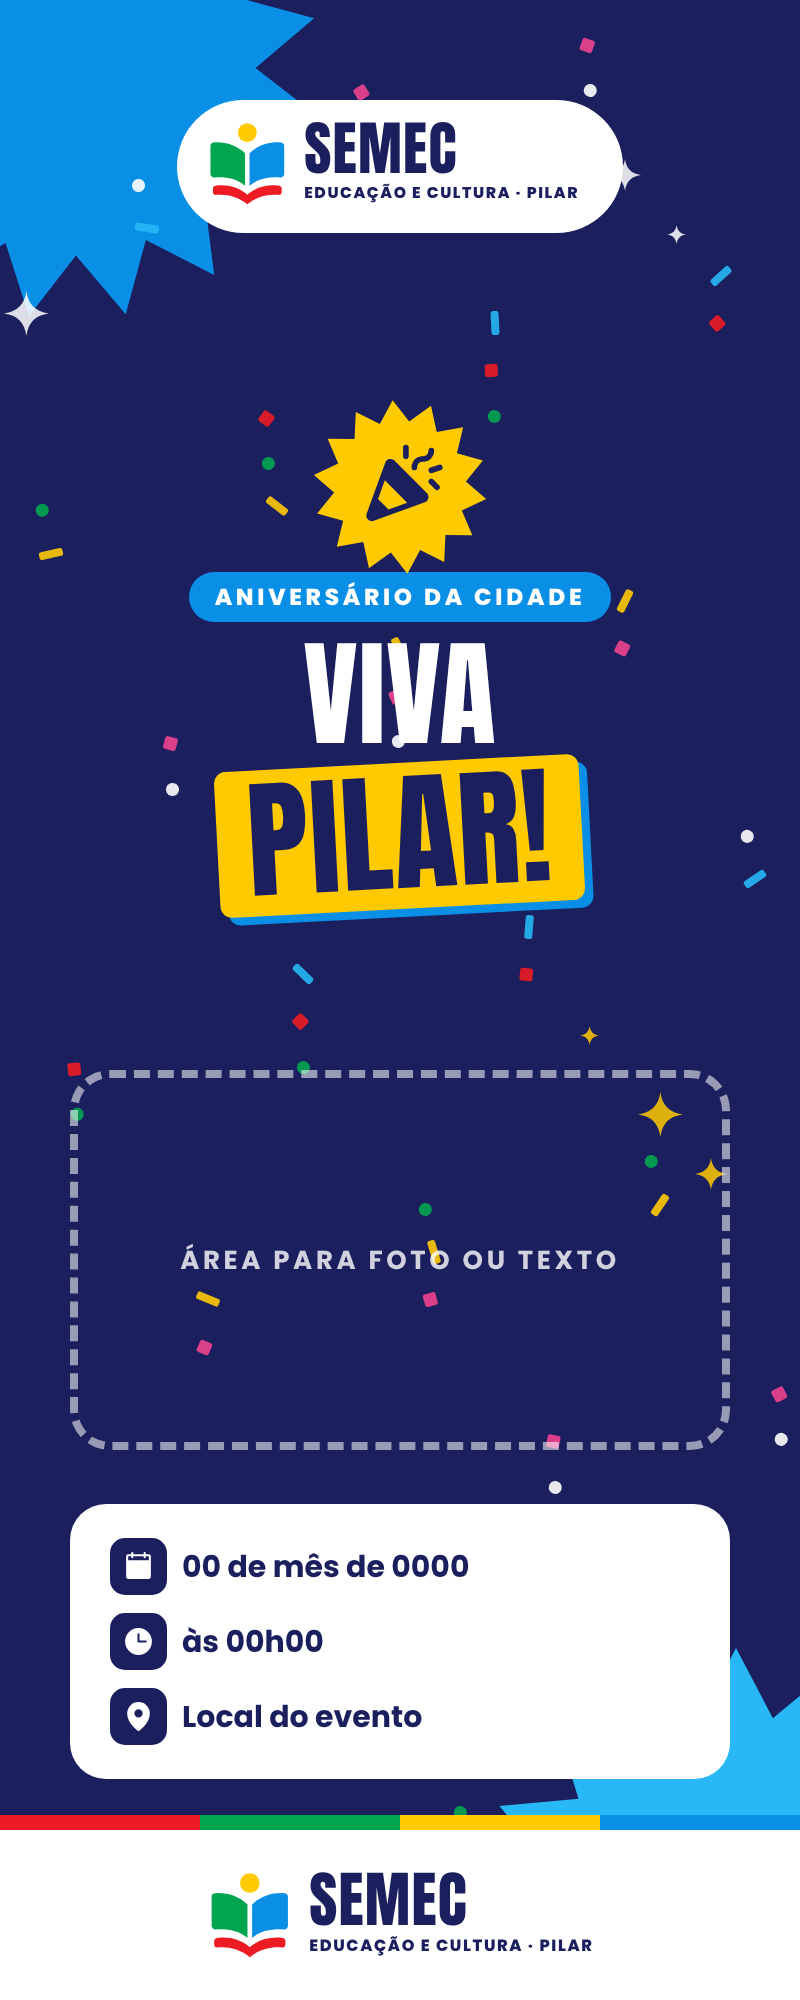 SEMEC
EDUCAÇÃO E CULTURA · PILAR
ANIVERSÁRIO DA CIDADE
VIVA
PILAR!
ÁREA PARA FOTO OU TEXTO
00 de mês de 0000
às 00h00
Local do evento
SEMEC
EDUCAÇÃO E CULTURA · PILAR